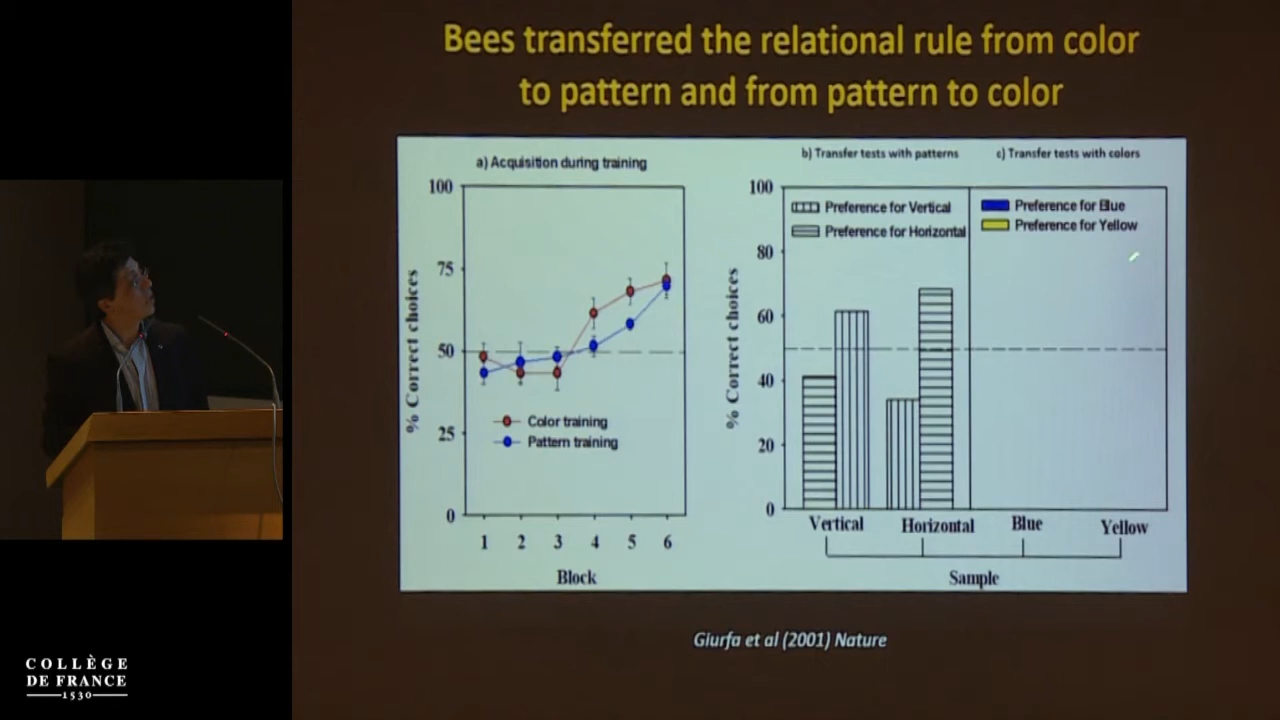 Bees transferred the relational rule from color
to pattern and from pattern to color
a) Acquisition during training
100
75
50
25
0
% Correct choices
Color training
Pattern training
1 2 3 4 5 6
Block
b) Transfer tests with patterns
c) Transfer tests with colors
100
80
60
40
20
0
% Correct choices
Preference for Vertical
Preference for Horizontal
Preference for Blue
Preference for Yellow
Vertical Horizontal Blue Yellow
Sample
Giurfa et al (2001) Nature
COLLÈGE
DE FRANCE
1530